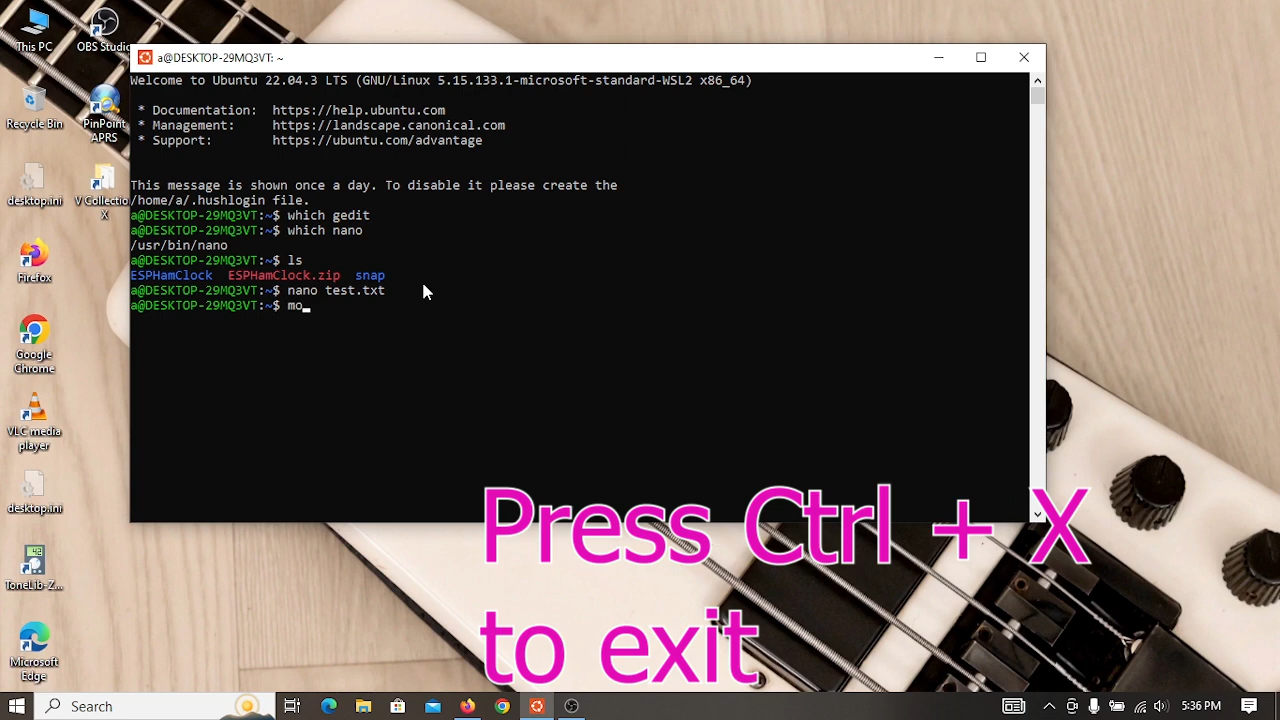 This PC
OBS Studio
Recycle Bin
PinPoint
APRS
desktop.ini
V Collectio
X
Firefox
Google
Chrome
VLC media
player
desktop.ini
ToneLib-Z...
Microsoft
Edge
a@DESKTOP-29MQ3VT: ~
Welcome to Ubuntu 22.04.3 LTS (GNU/Linux 5.15.133.1-microsoft-standard-WSL2 x86_64)
* Documentation: https://help.ubuntu.com
* Management: https://landscape.canonical.com
* Support: https://ubuntu.com/advantage
This message is shown once a day. To disable it please create the
/home/a/.hushlogin file.
a@DESKTOP-29MQ3VT:~$ which gedit
a@DESKTOP-29MQ3VT:~$ which nano
/usr/bin/nano
a@DESKTOP-29MQ3VT:~$ ls
ESPHamClock ESPHamClock.zip snap
a@DESKTOP-29MQ3VT:~$ nano test.txt
a@DESKTOP-29MQ3VT:~$ mo
Press Ctrl + X
to exit
Search
5:36 PM